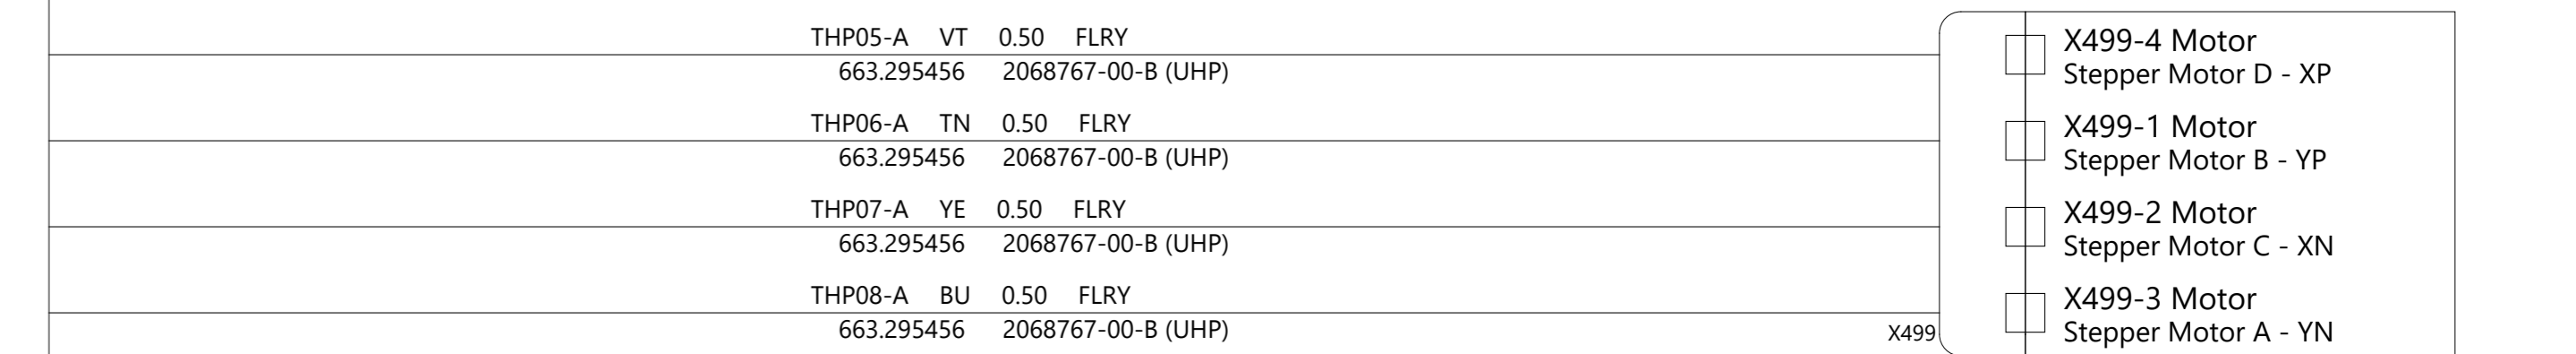 THP05-A VT 0.50 FLRY
663.295456 2068767-00-B (UHP)
X499-4 Motor
Stepper Motor D - XP
THP06-A TN 0.50 FLRY
663.295456 2068767-00-B (UHP)
X499-1 Motor
Stepper Motor B - YP
THP07-A YE 0.50 FLRY
663.295456 2068767-00-B (UHP)
X499-2 Motor
Stepper Motor C - XN
THP08-A BU 0.50 FLRY
663.295456 2068767-00-B (UHP)
X499
X499-3 Motor
Stepper Motor A - YN